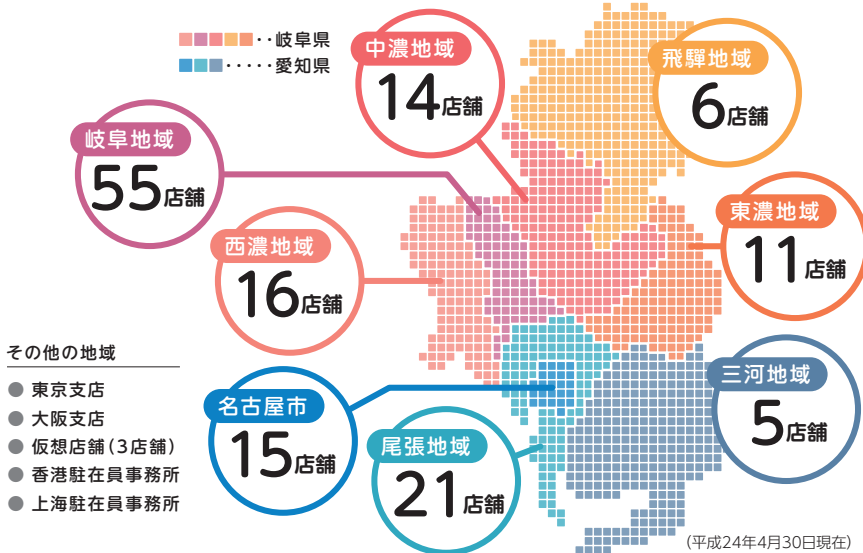 ‥岐阜県
‥‥‥愛知県
中濃地域
14店舗
飛騨地域
6店舗
岐阜地域
55店舗
西濃地域
16店舗
東濃地域
11店舗
その他の地域
● 東京支店
● 大阪支店
● 仮想店舗(3店舗)
● 香港駐在員事務所
● 上海駐在員事務所
名古屋市
15店舗
尾張地域
21店舗
三河地域
5店舗
(平成24年4月30日現在)